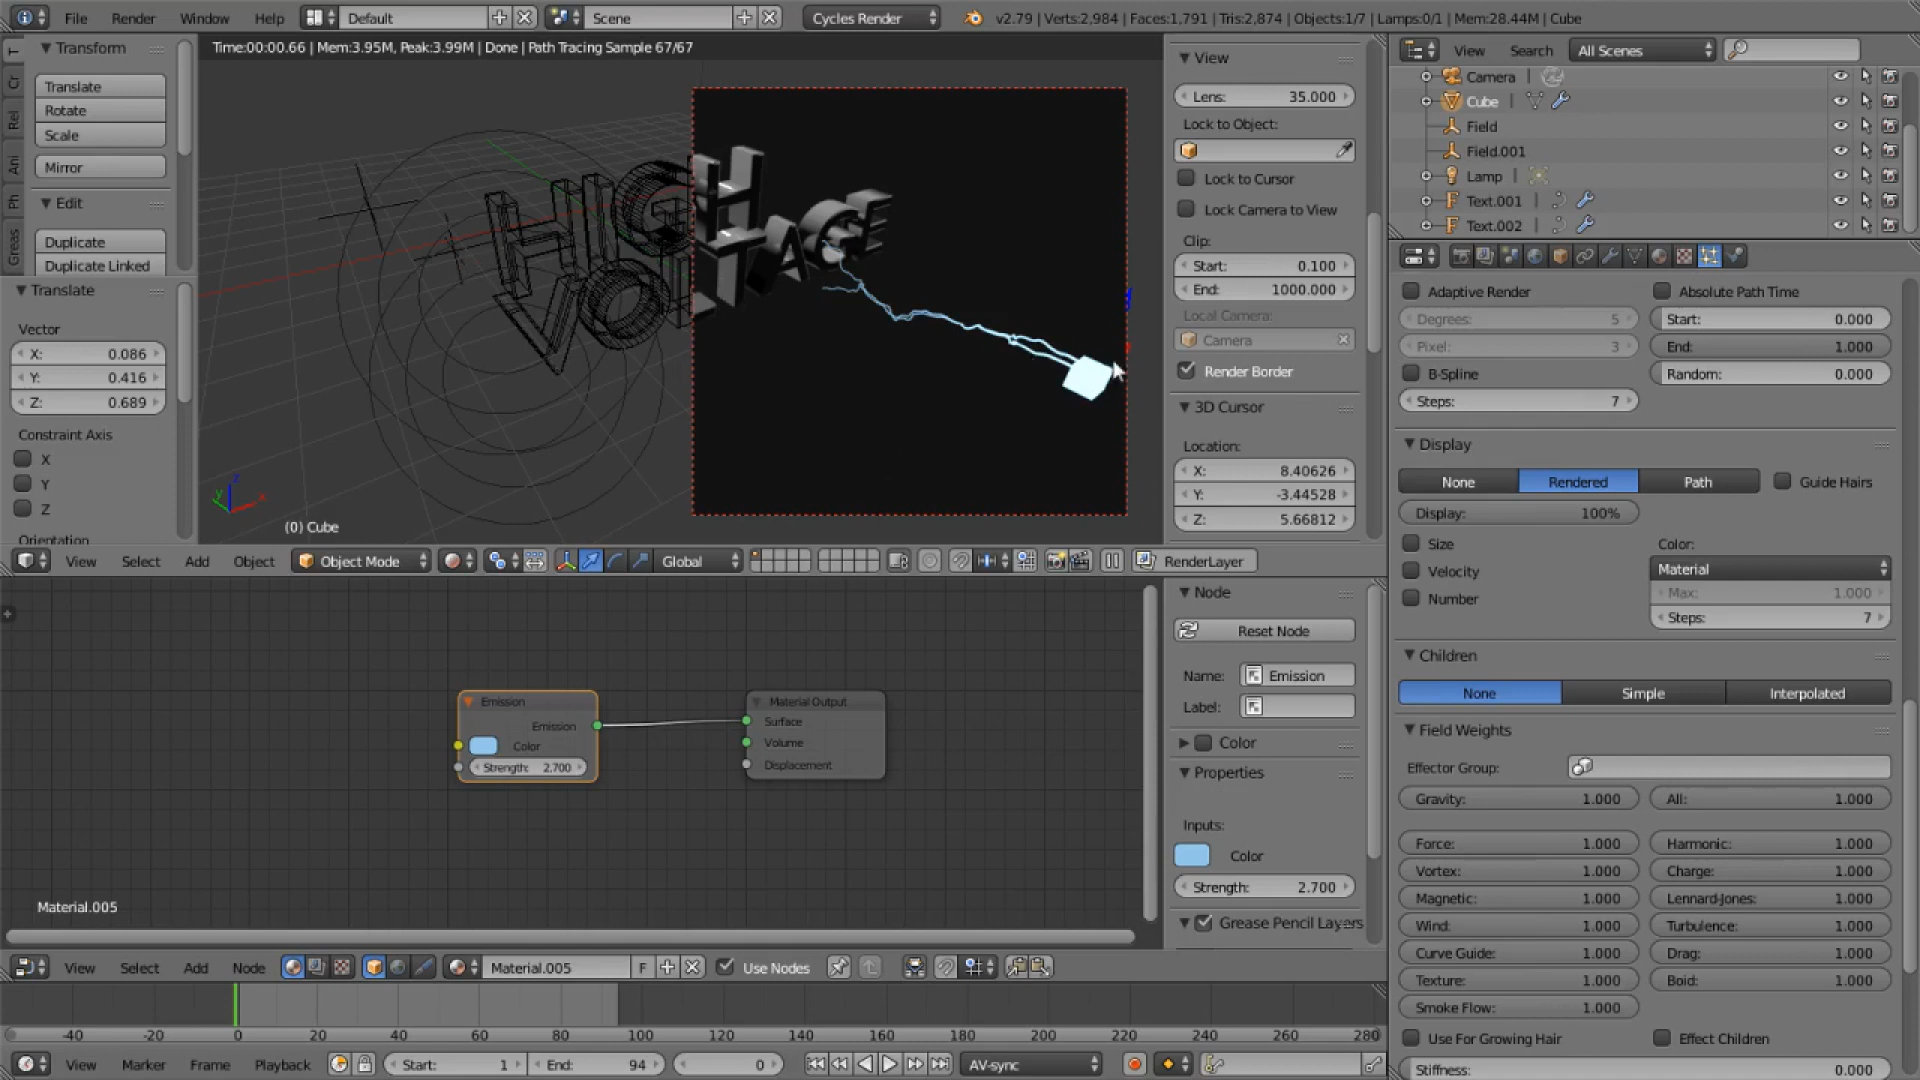 File Render Window Help Default Scene Cycles Render v2.79 | Verts:2,984 | Faces:1,791 | Tris:2,874 | Objects:1/7 | Lamps:0/1 | Mem:28.44M | Cube
Time:00:00.66 | Mem:3.95M, Peak:3.99M | Done | Path Tracing Sample 67/67
T
Cr
Rel
Ani
Ph
Greas
Transform
Translate
Rotate
Scale
Mirror
Edit
Duplicate
Duplicate Linked
Translate
Vector
X: 0.086
Y: 0.416
Z: 0.689
Constraint Axis
X
Y
Z
Orientation
HIGH
VOLTAGE
y z x
(0) Cube
View
Lens: 35.000
Lock to Object:
Lock to Cursor
Lock Camera to View
Clip:
Start: 0.100
End: 1000.000
Local Camera:
Camera
Render Border
3D Cursor
Location:
X: 8.40626
Y: -3.44528
Z: 5.66812
View Select Add Object Object Mode Global RenderLayer
View Search All Scenes
Camera
Cube
Field
Field.001
Lamp
Text.001
Text.002
Adaptive Render Absolute Path Time
Degrees: 5 Start: 0.000
Pixel: 3 End: 1.000
B-Spline Random: 0.000
Steps: 7
Display
None Rendered Path Guide Hairs
Display: 100%
Size Color:
Velocity Material
Number Max: 1.000
Steps: 7
Children
None Simple Interpolated
Field Weights
Effector Group:
Gravity: 1.000 All: 1.000
Force: 1.000 Harmonic: 1.000
Vortex: 1.000 Charge: 1.000
Magnetic: 1.000 Lennard-Jones: 1.000
Wind: 1.000 Turbulence: 1.000
Curve Guide: 1.000 Drag: 1.000
Texture: 1.000 Boid: 1.000
Smoke Flow: 1.000
Use For Growing Hair Effect Children
Stiffness: 0.000
Emission
Emission
Color
Strength: 2.700
Material Output
Surface
Volume
Displacement
Material.005
Node
Reset Node
Name: Emission
Label:
Color
Properties
Inputs:
Color
Strength: 2.700
Grease Pencil Layers
View Select Add Node Material.005 F Use Nodes
-40 -20 0 20 40 60 80 100 120 140 160 180 200 220 240 260 280
View Marker Frame Playback Start: 1 End: 94 0 AV-sync